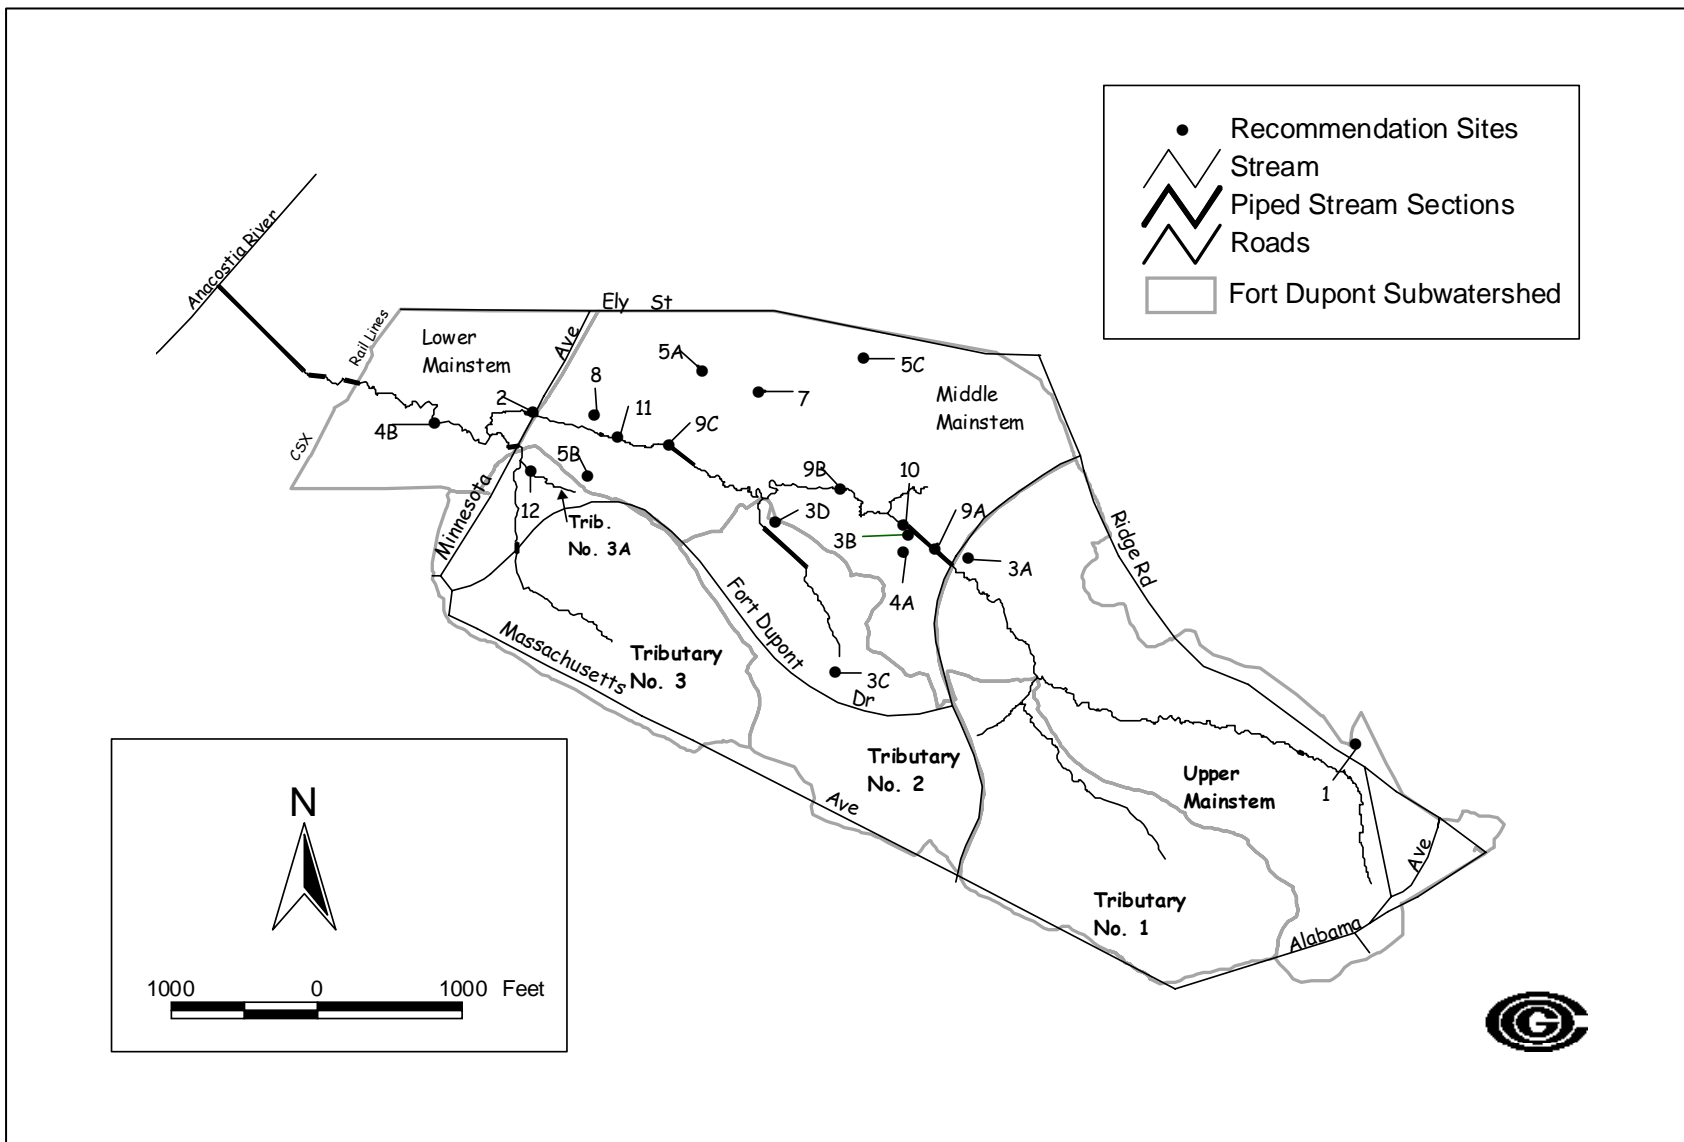 Recommendation Sites
Stream
Piped Stream Sections
Roads
Fort Dupont Subwatershed
Anacostia River
Rail Lines
CSX
Ely St
Lower
Mainstem
Ave
Minnesota
5A
5C
8
7
2
11
9C
4B
Middle
Mainstem
5B
9B
10
9A
12
Trib.
No. 3A
3D
3B
3A
4A
Ridge Rd
Fort Dupont
Dr
3C
Massachusetts
Ave
Tributary
No. 3
Tributary
No. 2
Upper
Mainstem
1
Ave
Tributary
No. 1
Alabama
N
1000 0 1000 Feet
COG